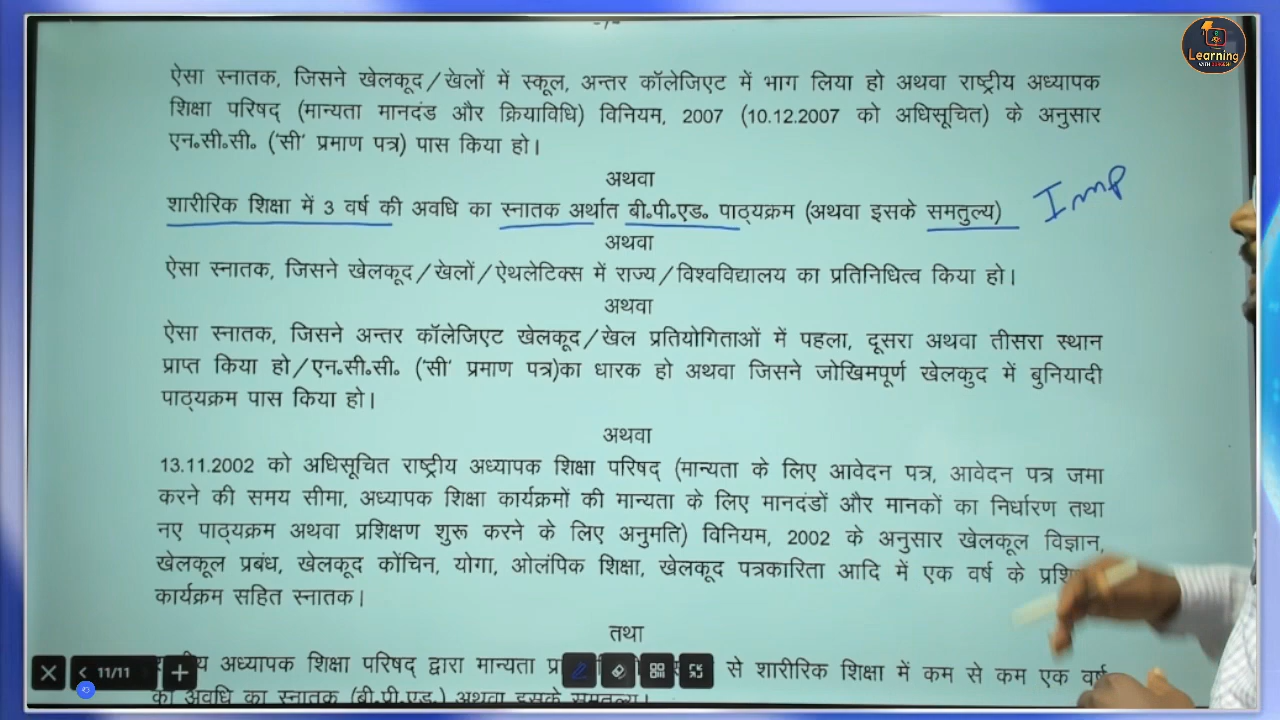 -7-
ऐसा स्नातक, जिसने खेलकूद/खेलों में स्कूल, अन्तर कॉलेजिएट में भाग लिया हो अथवा राष्ट्रीय अध्यापक
शिक्षा परिषद् (मान्यता मानदंड और क्रियाविधि) विनियम, 2007 (10.12.2007 को अधिसूचित) के अनुसार
एन॰सी॰सी॰ ('सी' प्रमाण पत्र) पास किया हो।
अथवा
शारीरिक शिक्षा में 3 वर्ष की अवधि का स्नातक अर्थात बी॰पी॰एड॰ पाठ्यक्रम (अथवा इसके समतुल्य)
Imp
अथवा
ऐसा स्नातक, जिसने खेलकूद/खेलों/ऐथलेटिक्स में राज्य/विश्वविद्यालय का प्रतिनिधित्व किया हो।
अथवा
ऐसा स्नातक, जिसने अन्तर कॉलेजिएट खेलकूद/खेल प्रतियोगिताओं में पहला, दूसरा अथवा तीसरा स्थान
प्राप्त किया हो/एन॰सी॰सी॰ ('सी' प्रमाण पत्र)का धारक हो अथवा जिसने जोखिमपूर्ण खेलकुद में बुनियादी
पाठ्यक्रम पास किया हो।
अथवा
13.11.2002 को अधिसूचित राष्ट्रीय अध्यापक शिक्षा परिषद् (मान्यता के लिए आवेदन पत्र, आवेदन पत्र जमा
करने की समय सीमा, अध्यापक शिक्षा कार्यक्रमों की मान्यता के लिए मानदंडों और मानकों का निर्धारण तथा
नए पाठ्यक्रम अथवा प्रशिक्षण शुरू करने के लिए अनुमति) विनियम, 2002 के अनुसार खेलकूल विज्ञान,
खेलकूल प्रबंध, खेलकूद कोंचिन, योगा, ओलंपिक शिक्षा, खेलकूद पत्रकारिता आदि में एक वर्ष के
कार्यक्रम सहित स्नातक।
तथा
अध्यापक शिक्षा परिषद् द्वारा मान्यता से शारीरिक शिक्षा में कम से कम एक वर्ष
की अवधि का स्नातक (बी.पी.एड.) अथवा इसके समतुल्य।
11/11
Learning